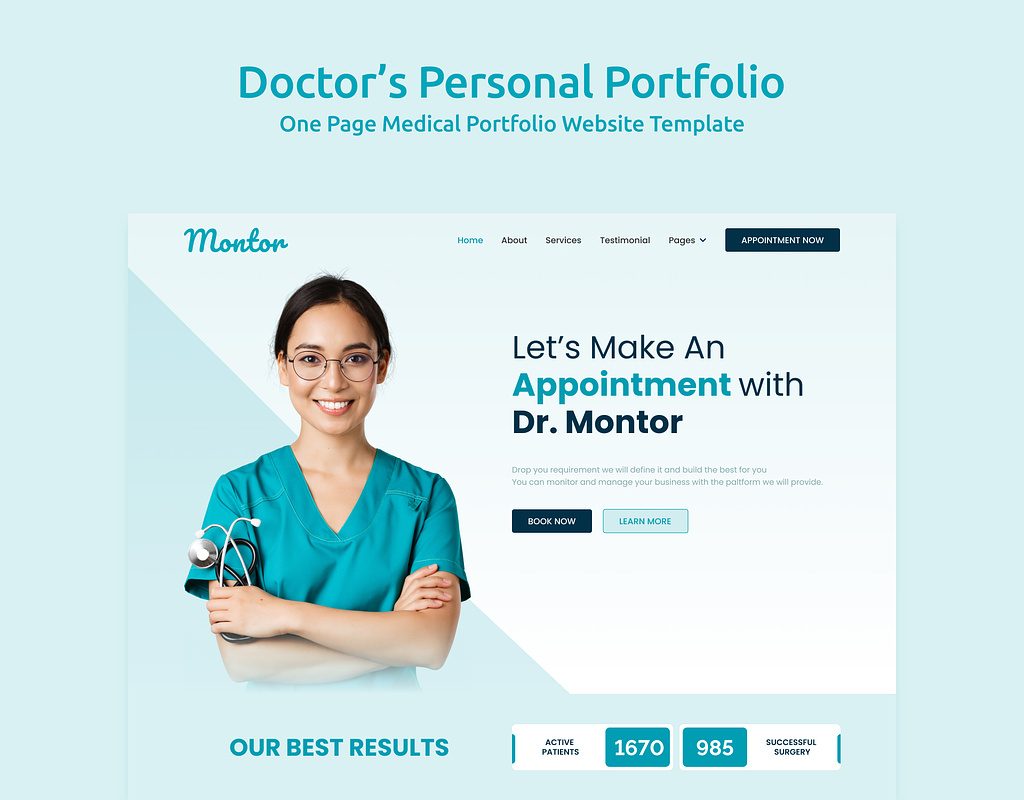 Doctor’s Personal Portfolio
One Page Medical Portfolio Website Template
Montor
Home About Services Testimonial Pages APPOINTMENT NOW
Let’s Make An
Appointment with
Dr. Montor
Drop you requirement we will define it and build the best for you
You can monitor and manage your business with the paltform we will provide.
BOOK NOW LEARN MORE
OUR BEST RESULTS
ACTIVE
PATIENTS
1670
985
SUCCESSFUL
SURGERY